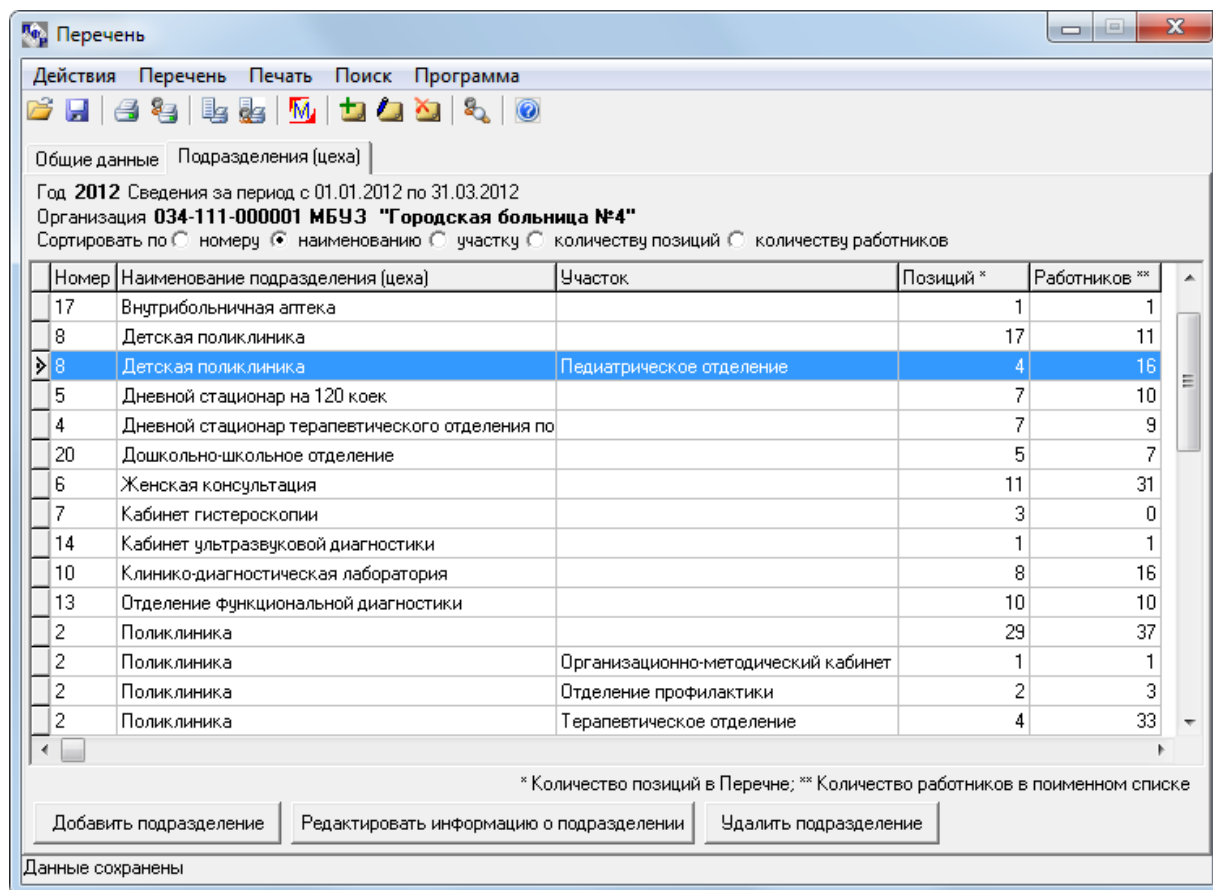 Перечень
Действия Перечень Печать Поиск Программа
Общие данные Подразделения (цеха)
Год 2012 Сведения за период с 01.01.2012 по 31.03.2012
Организация 034-111-000001 МБУЗ "Городская больница №4"
Сортировать по номеру наименованию участку количеству позиций количеству работников
Номер Наименование подразделения (цеха) Участок Позиций * Работников **
17 Внутрибольничная аптека 1 1
8 Детская поликлиника 17 11
8 Детская поликлиника Педиатрическое отделение 4 16
5 Дневной стационар на 120 коек 7 10
4 Дневной стационар терапевтического отделения по 7 9
20 Дошкольно-школьное отделение 5 7
6 Женская консультация 11 31
7 Кабинет гистероскопии 3 0
14 Кабинет ультразвуковой диагностики 1 1
10 Клинико-диагностическая лаборатория 8 16
13 Отделение функциональной диагностики 10 10
2 Поликлиника 29 37
2 Поликлиника Организационно-методический кабинет 1 1
2 Поликлиника Отделение профилактики 2 3
2 Поликлиника Терапевтическое отделение 4 33
* Количество позиций в Перечне; ** Количество работников в поименном списке
Добавить подразделение Редактировать информацию о подразделении Удалить подразделение
Данные сохранены